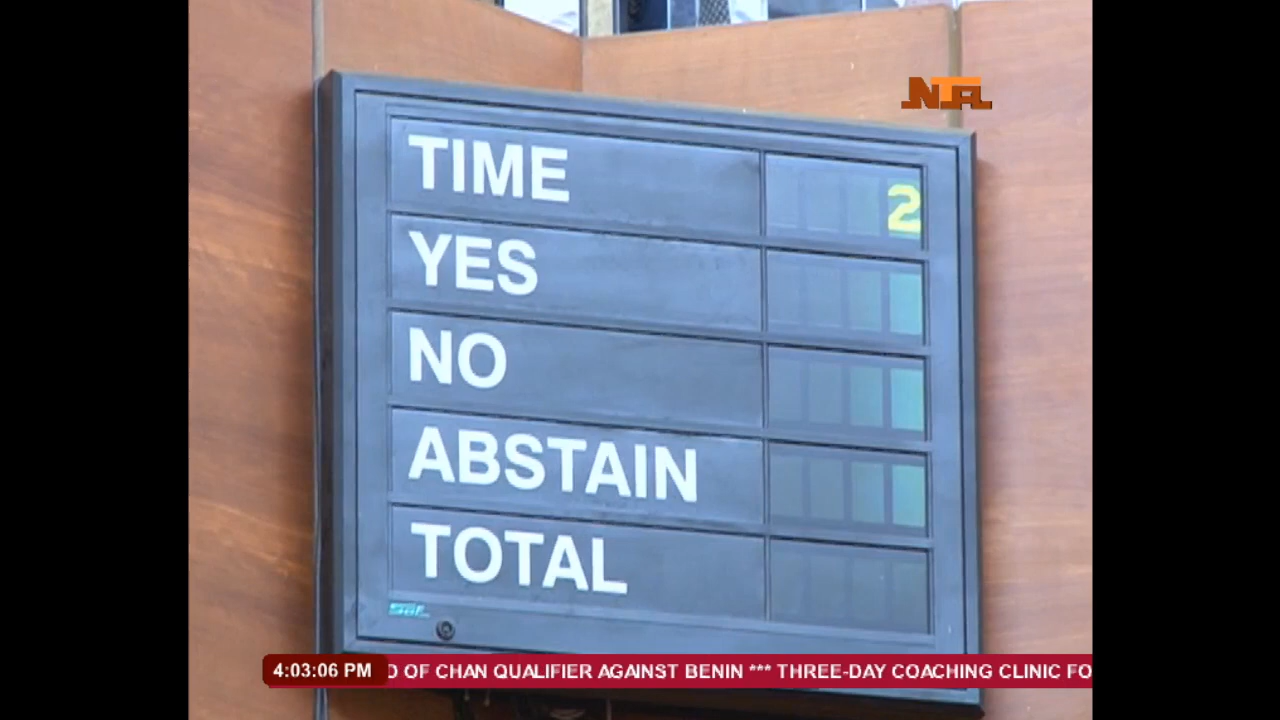 NTA
TIME 2
YES
NO
ABSTAIN
TOTAL
4:03:06 PM
OF CHAN QUALIFIER AGAINST BENIN *** THREE-DAY COACHING CLINIC